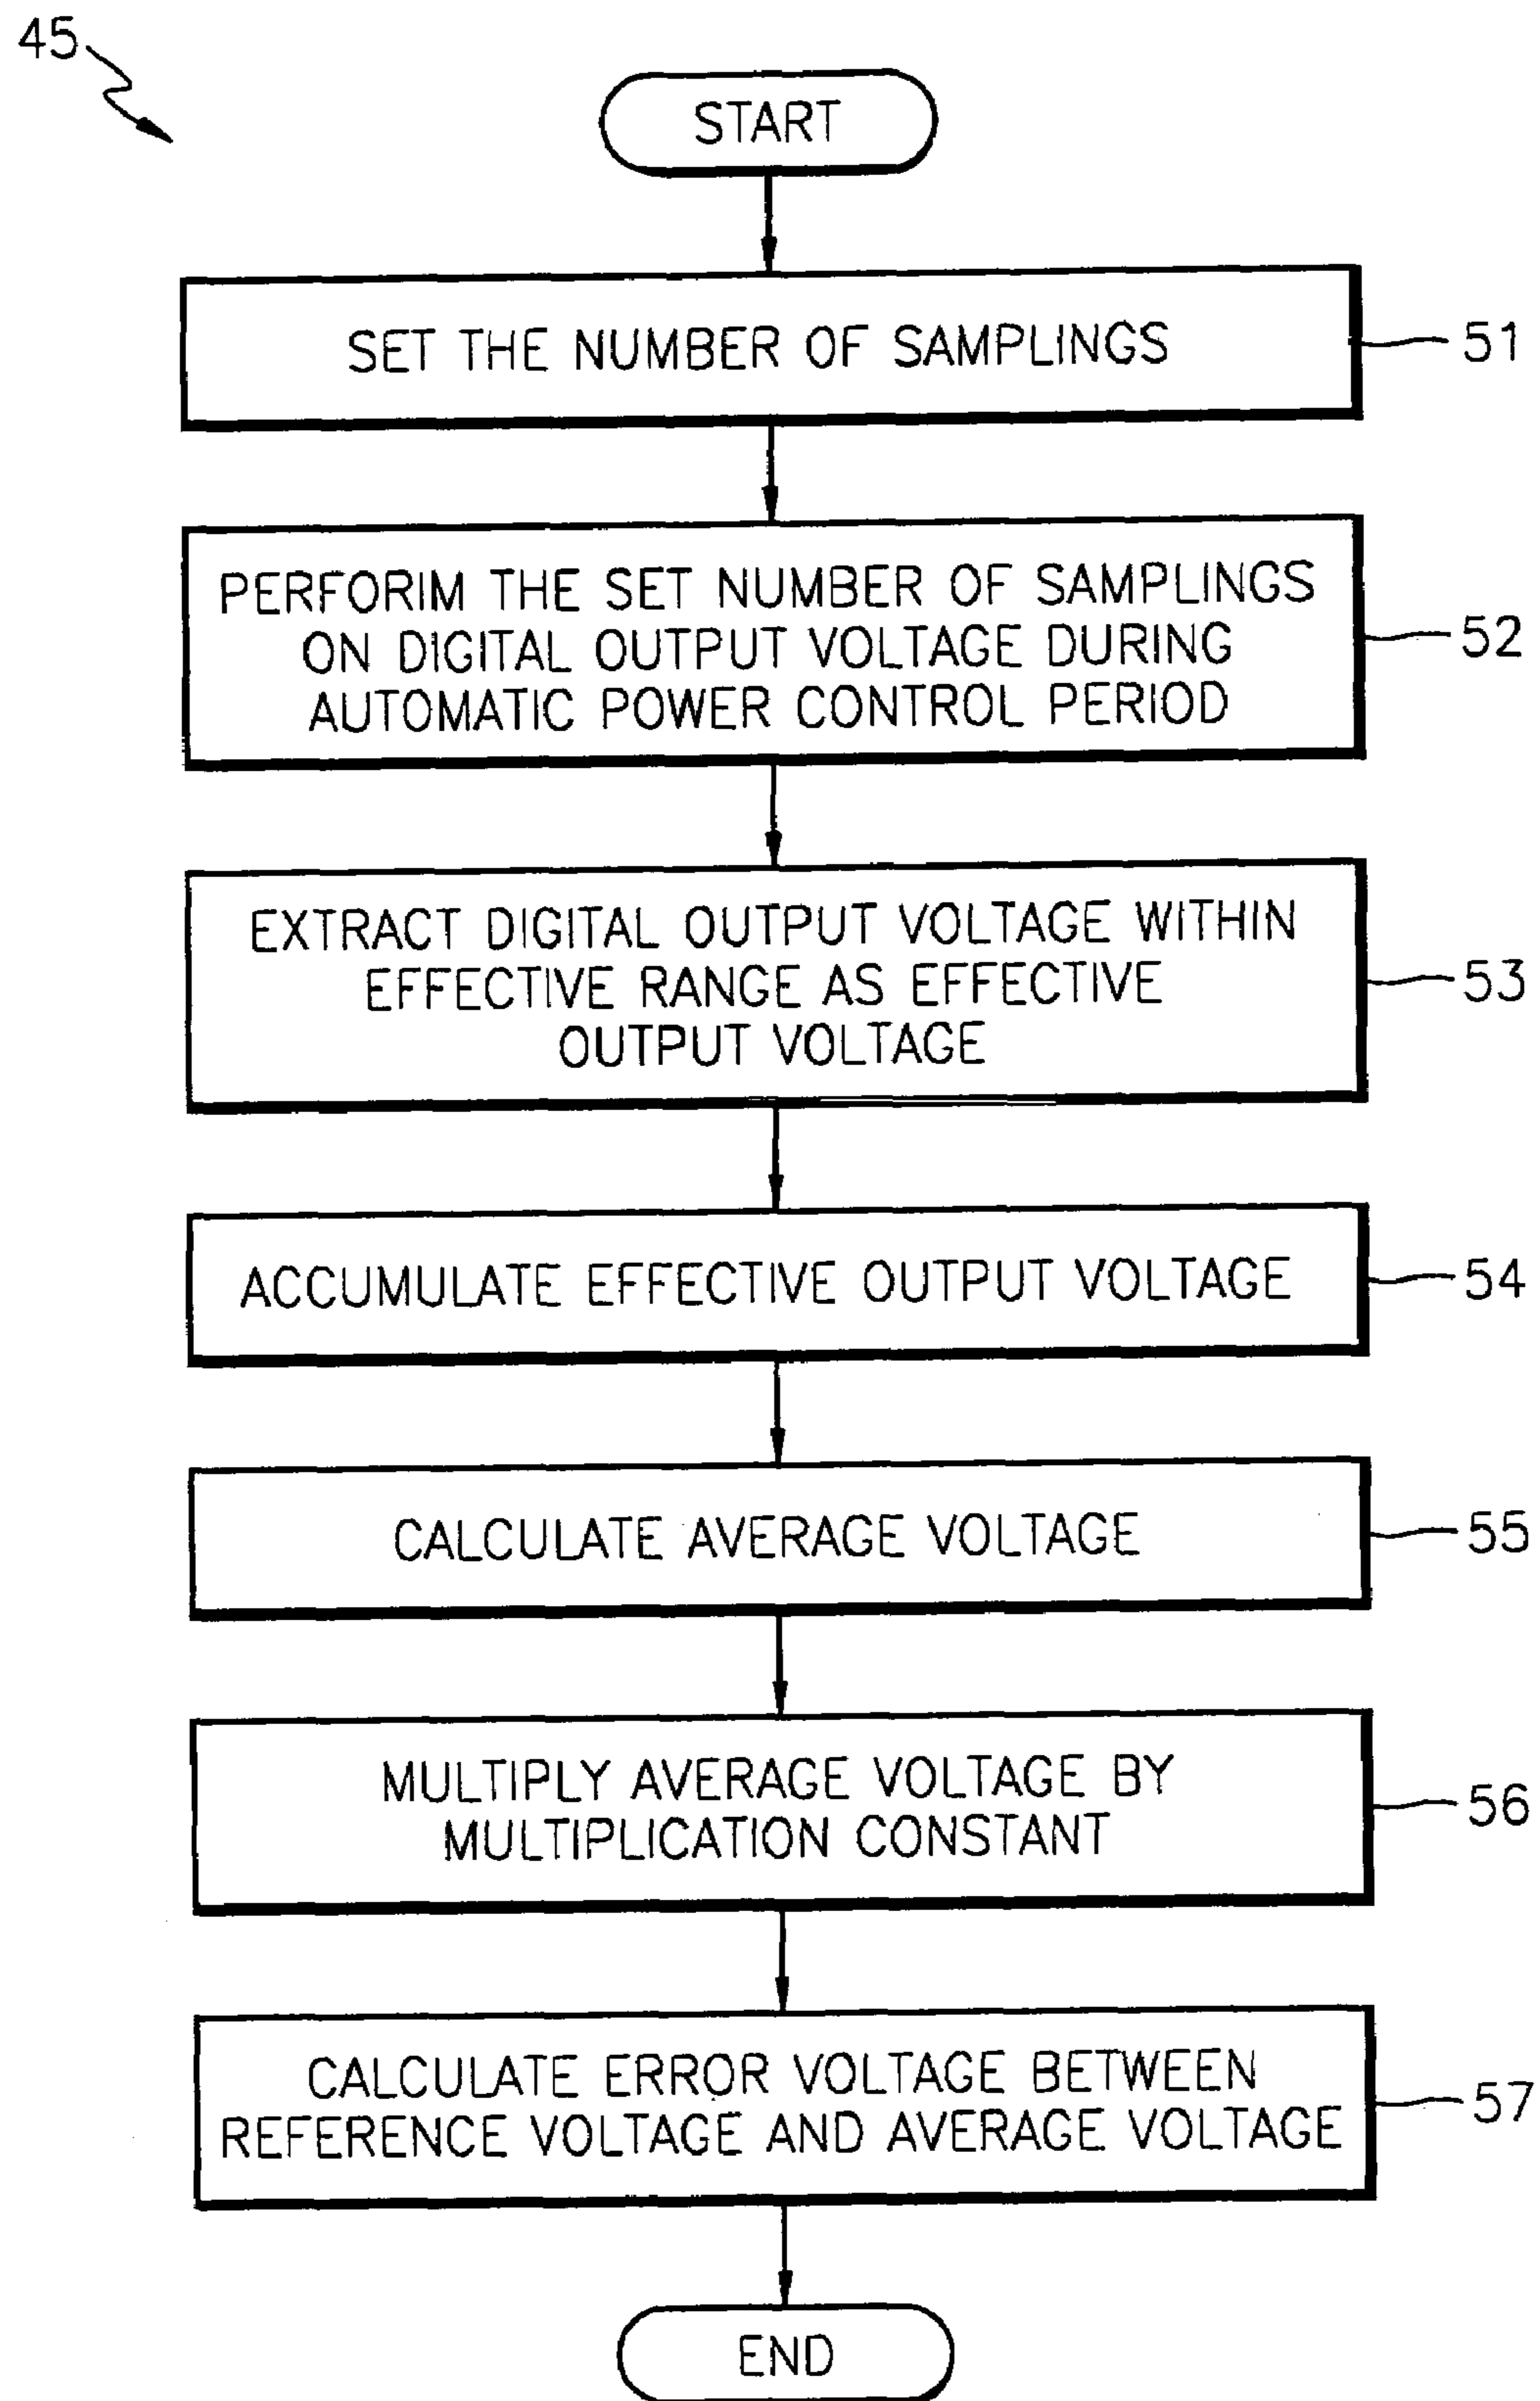 45
START
SET THE NUMBER OF SAMPLINGS
51
PERFORIM THE SET NUMBER OF SAMPLINGS
ON DIGITAL OUTPUT VOLTAGE DURING
AUTOMATIC POWER CONTROL PERIOD
52
EXTRACT DIGITAL OUTPUT VOLTAGE WITHIN
EFFECTIVE RANGE AS EFFECTIVE
OUTPUT VOLTAGE
53
ACCUMULATE EFFECTIVE OUTPUT VOLTAGE
54
CALCULATE AVERAGE VOLTAGE
55
MULTIPLY AVERAGE VOLTAGE BY
MULTIPLICATION CONSTANT
56
CALCULATE ERROR VOLTAGE BETWEEN
REFERENCE VOLTAGE AND AVERAGE VOLTAGE
57
END